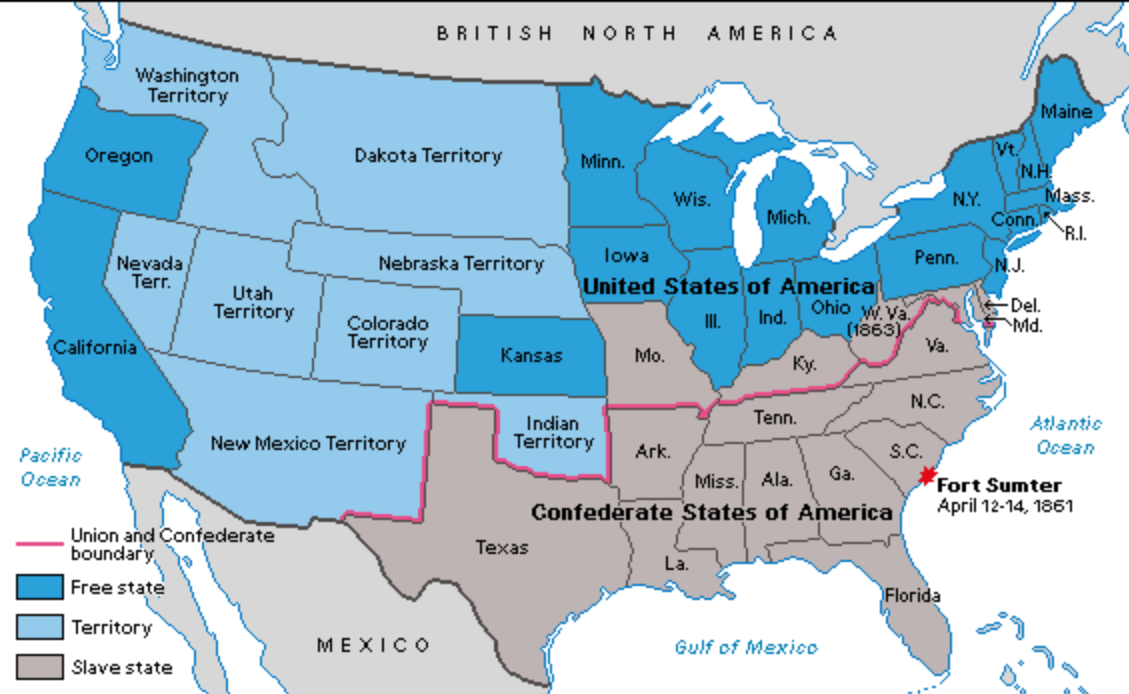 BRITISH NORTH AMERICA
Washington
Territory
Oregon
Dakota Territory
Minn.
Wis.
Mich.
Maine
Vt.
N.H.
N.Y.
Mass.
Conn.
R.I.
Nevada
Terr.
Utah
Territory
Nebraska Territory
Iowa
Penn.
N.J.
United States of America
Colorado
Territory
Ill.
Ind.
Ohio
W. Va.
(1863)
Del.
Md.
California
Kansas
Mo.
Ky.
Va.
New Mexico Territory
Indian
Territory
Tenn.
N.C.
Ark.
S.C.
Miss.
Ala.
Ga.
Pacific
Ocean
Atlantic
Ocean
Fort Sumter
April 12-14, 1861
Confederate States of America
Texas
La.
Florida
MEXICO
Gulf of Mexico
Union and Confederate
boundary
Free state
Territory
Slave state